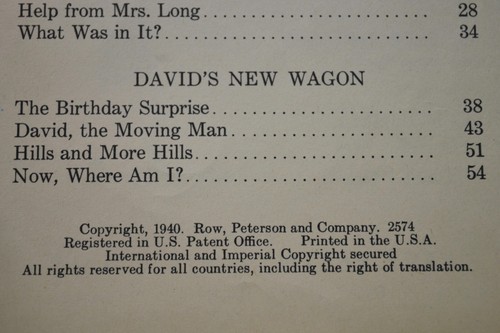 Help from Mrs. Long............................ 28
What Was in It?................................ 34
DAVID'S NEW WAGON
The Birthday Surprise.......................... 38
David, the Moving Man......................... 43
Hills and More Hills............................ 51
Now, Where Am I?............................. 54
Copyright, 1940. Row, Peterson and Company. 2574
Registered in U.S. Patent Office. Printed in the U.S.A.
International and Imperial Copyright secured
All rights reserved for all countries, including the right of translation.